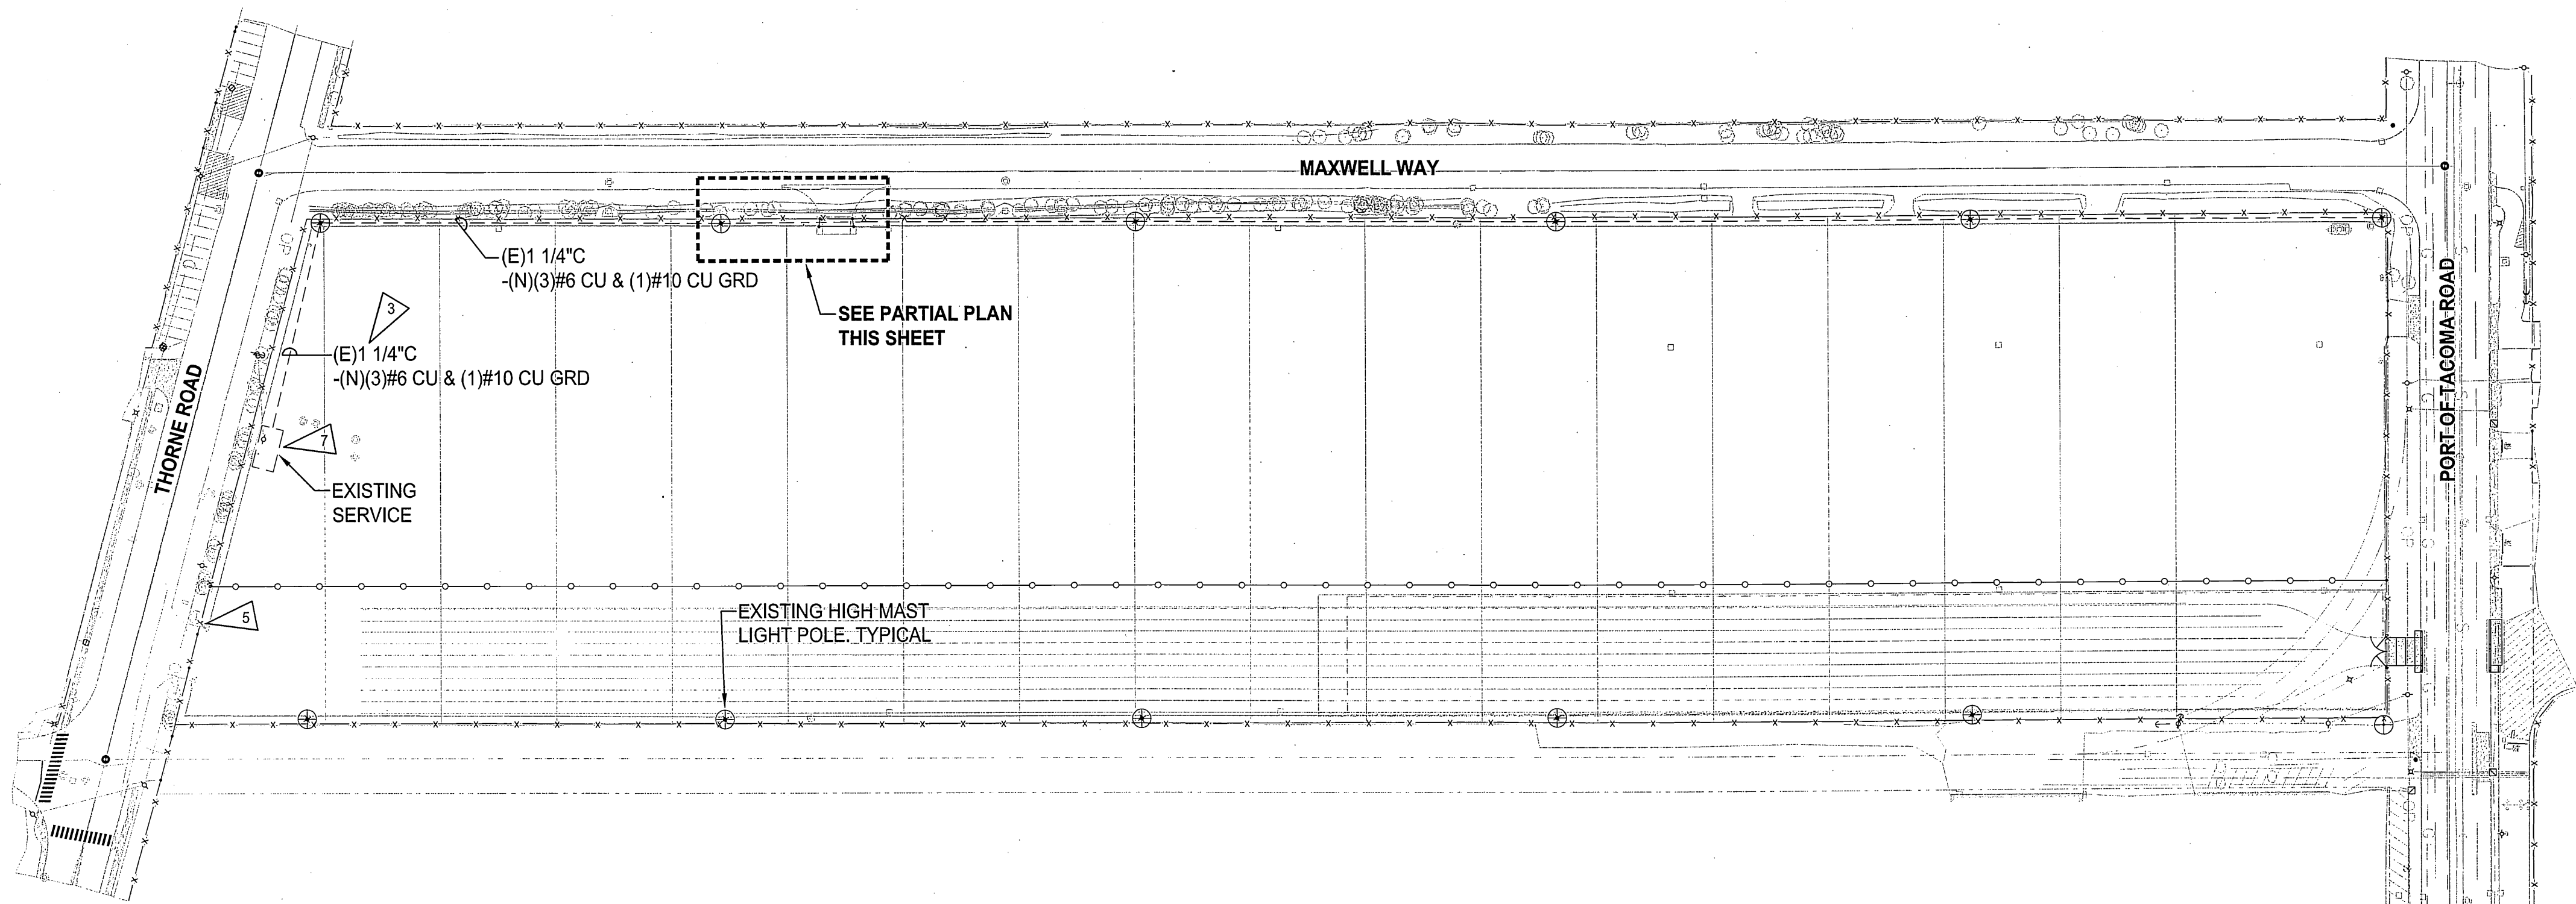 MAXWELL WAY
(E)1 1/4"C
-(N)(3)#6 CU & (1)#10 CU GRD
SEE PARTIAL PLAN
THIS SHEET
3
(E)1 1/4"C
-(N)(3)#6 CU & (1)#10 CU GRD
THORNE ROAD
PORT OF TACOMA ROAD
7
EXISTING
SERVICE
5
EXISTING HIGH MAST
LIGHT POLE. TYPICAL